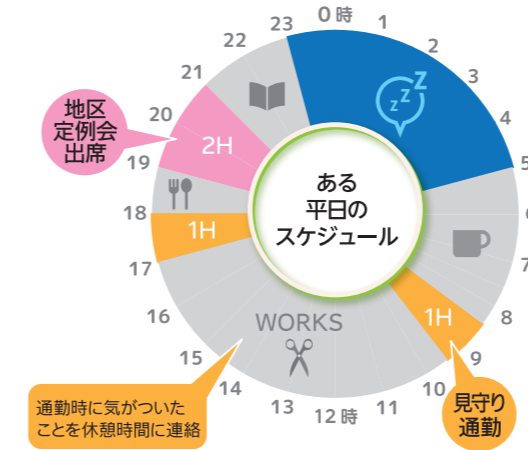 0時
1
2
3
4
5
6
7
8
9
10
11
12時
13
14
15
16
17
18
19
20
21
22
23
z
z
Z
地区
定例会
出席
2H
1H
1H
ある
平日の
スケジュール
WORKS
見守り
通勤
通勤時に気がついた
ことを休憩時間に連絡